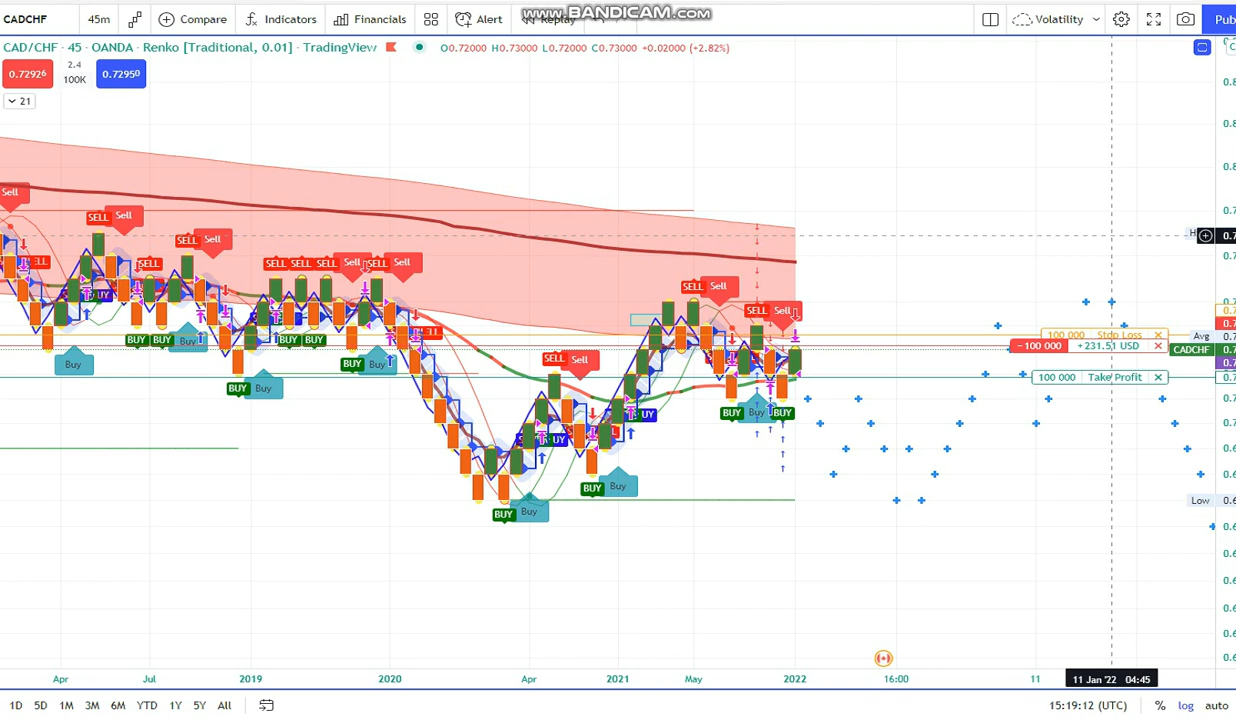 www.BANDICAM.com
CADCHF 45m Compare Indicators Financials Alert Replay Volatility Pub
CAD/CHF · 45 · OANDA · Renko [Traditional, 0.01] · TradingView O0.72000 H0.73000 L0.72000 C0.73000 +0.02000 (+2.82%)
0.72926 2.4 0.72950
100K
21
Sell
SELL Sell
SELL Sell
SELL SELL SELL Sell SELL Sell
SELL
SELL Sell
SELL Sell
SELL Sell
100 000 Stop Loss
Avg
−100 000 +231.51 USD
CADCHF
BUY BUY Buy BUY BUY
Buy
BUY Buy
BUY Buy
100 000 Take Profit
BUY Buy BUY
BUY Buy
BUY Buy
Low
Apr Jul 2019 2020 Apr 2021 May 2022 16:00 11 11 Jan '22 04:45
1D 5D 1M 3M 6M YTD 1Y 5Y All 15:19:12 (UTC) % log auto